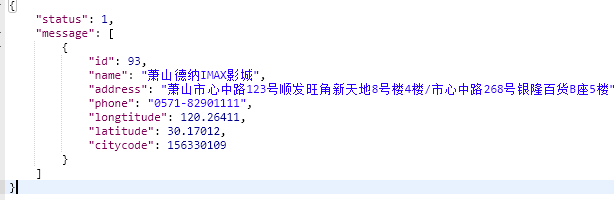 {
"status": 1,
"message": [
{
"id": 93,
"name": "萧山德纳IMAX影城",
"address": "萧山市心中路123号顺发旺角新天地8号楼4楼/市心中路268号银隆百货B座5楼"
"phone": "0571-82901111",
"longtitude": 120.26411,
"latitude": 30.17012,
"citycode": 156330109
}
]
}